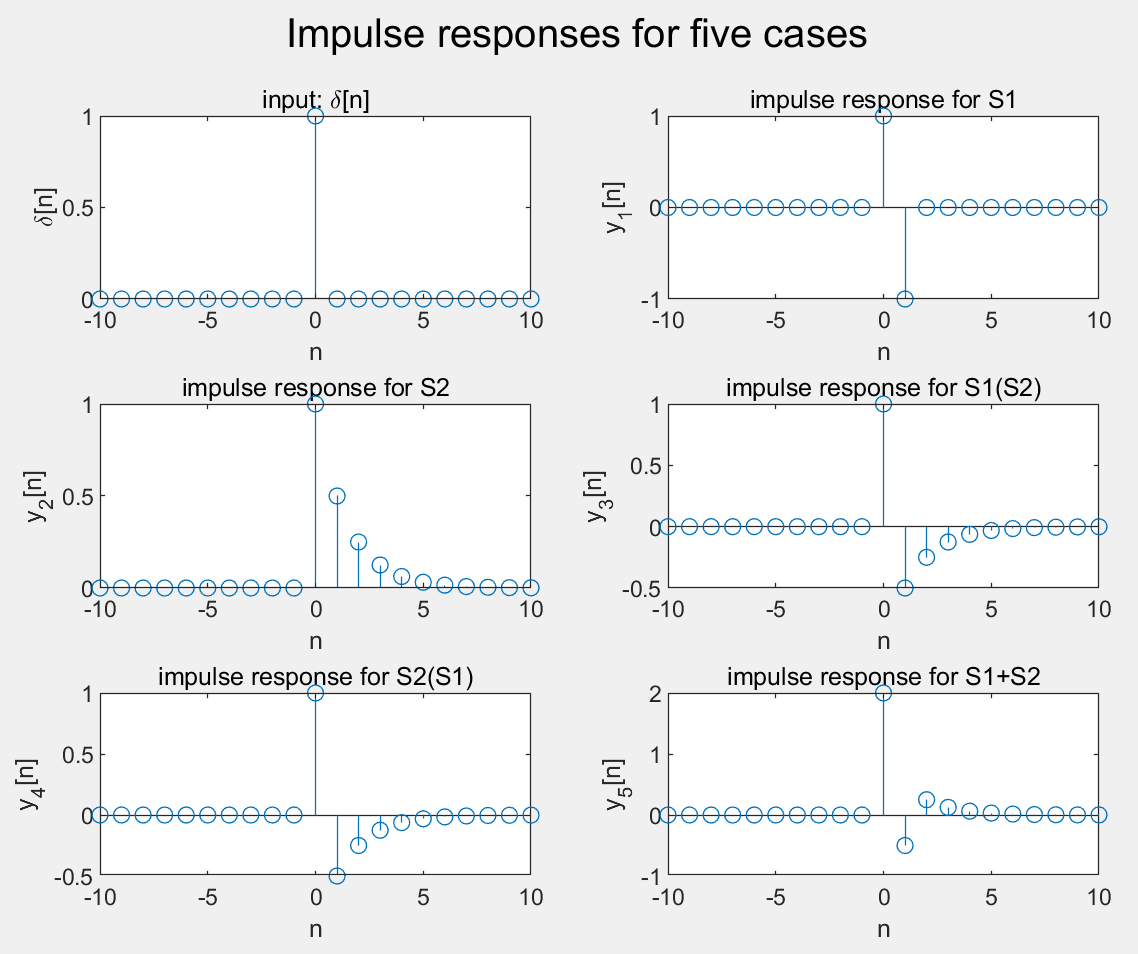 Impulse responses for five cases
input: δ[n]
1
0.5
0
δ[n]
-10 -5 0 5 10
n
impulse response for S1
1
0
-1
y1[n]
-10 -5 0 5 10
n
impulse response for S2
1
0.5
0
y2[n]
-10 -5 0 5 10
n
impulse response for S1(S2)
1
0.5
0
-0.5
y3[n]
-10 -5 0 5 10
n
impulse response for S2(S1)
1
0.5
0
-0.5
y4[n]
-10 -5 0 5 10
n
impulse response for S1+S2
2
1
0
-1
y5[n]
-10 -5 0 5 10
n